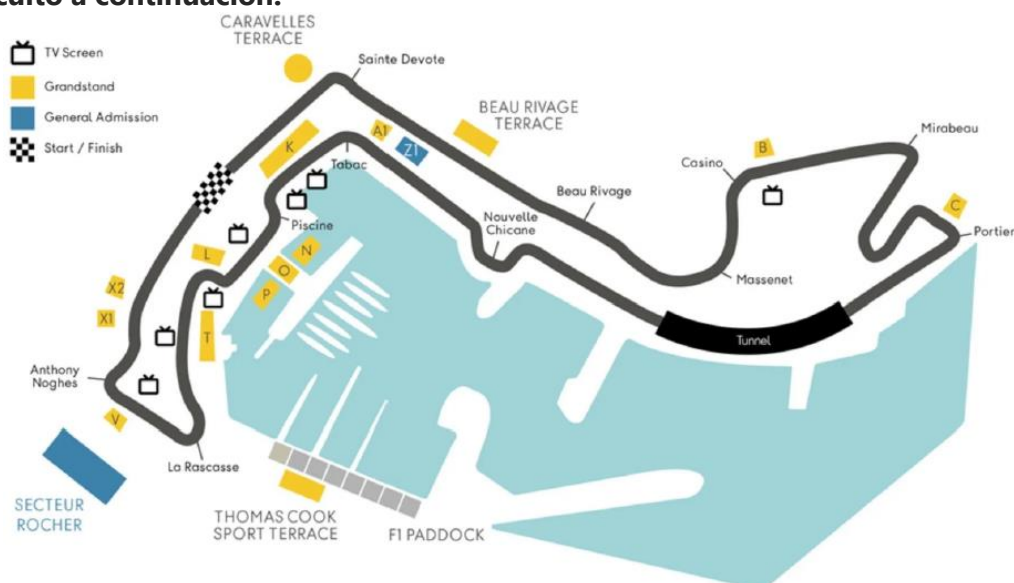 culto a continuación:
CARAVELLES
TERRACE
TV Screen
Grandstand
General Admission
Start / Finish
Sainte Devote
BEAU RIVAGE
TERRACE
Mirabeau
A1
Z1
K
Tabac
B
Casino
Beau Rivage
C
Portier
Piscine
Nouvelle
Chicane
N
L
O
P
Massenet
X2
X1
T
Tunnel
Anthony
Noghes
V
La Rascasse
SECTEUR
ROCHER
THOMAS COOK
SPORT TERRACE
F1 PADDOCK